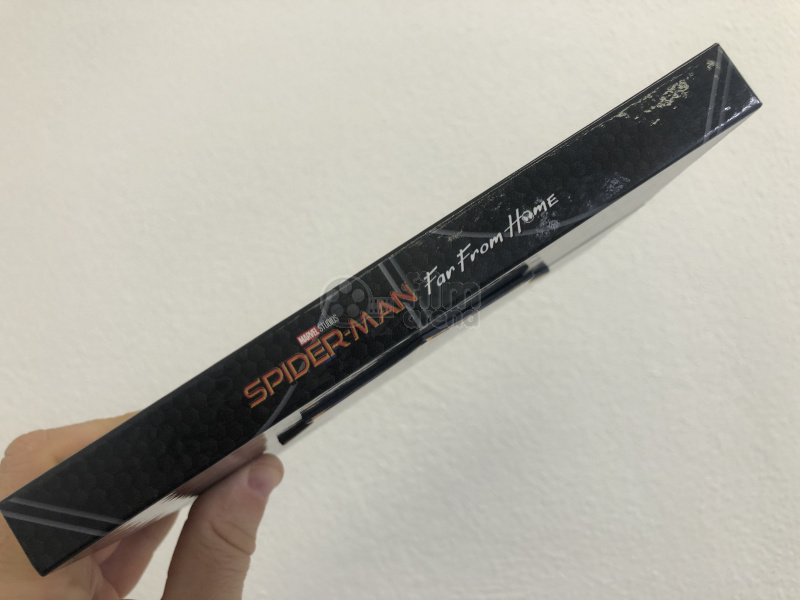 MARVEL STUDIOS
SPIDER-MAN Far From Home